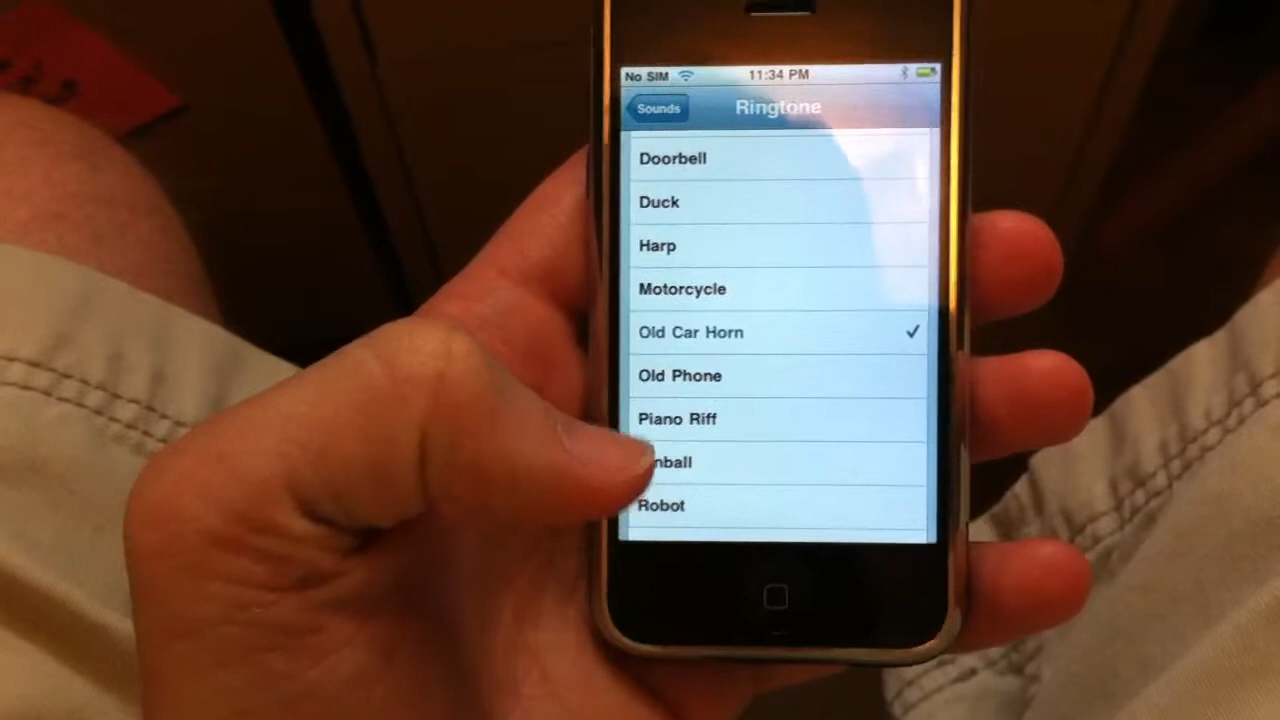 No SIM 11:34 PM
Sounds Ringtone
Doorbell
Duck
Harp
Motorcycle
Old Car Horn
Old Phone
Piano Riff
nball
Robot